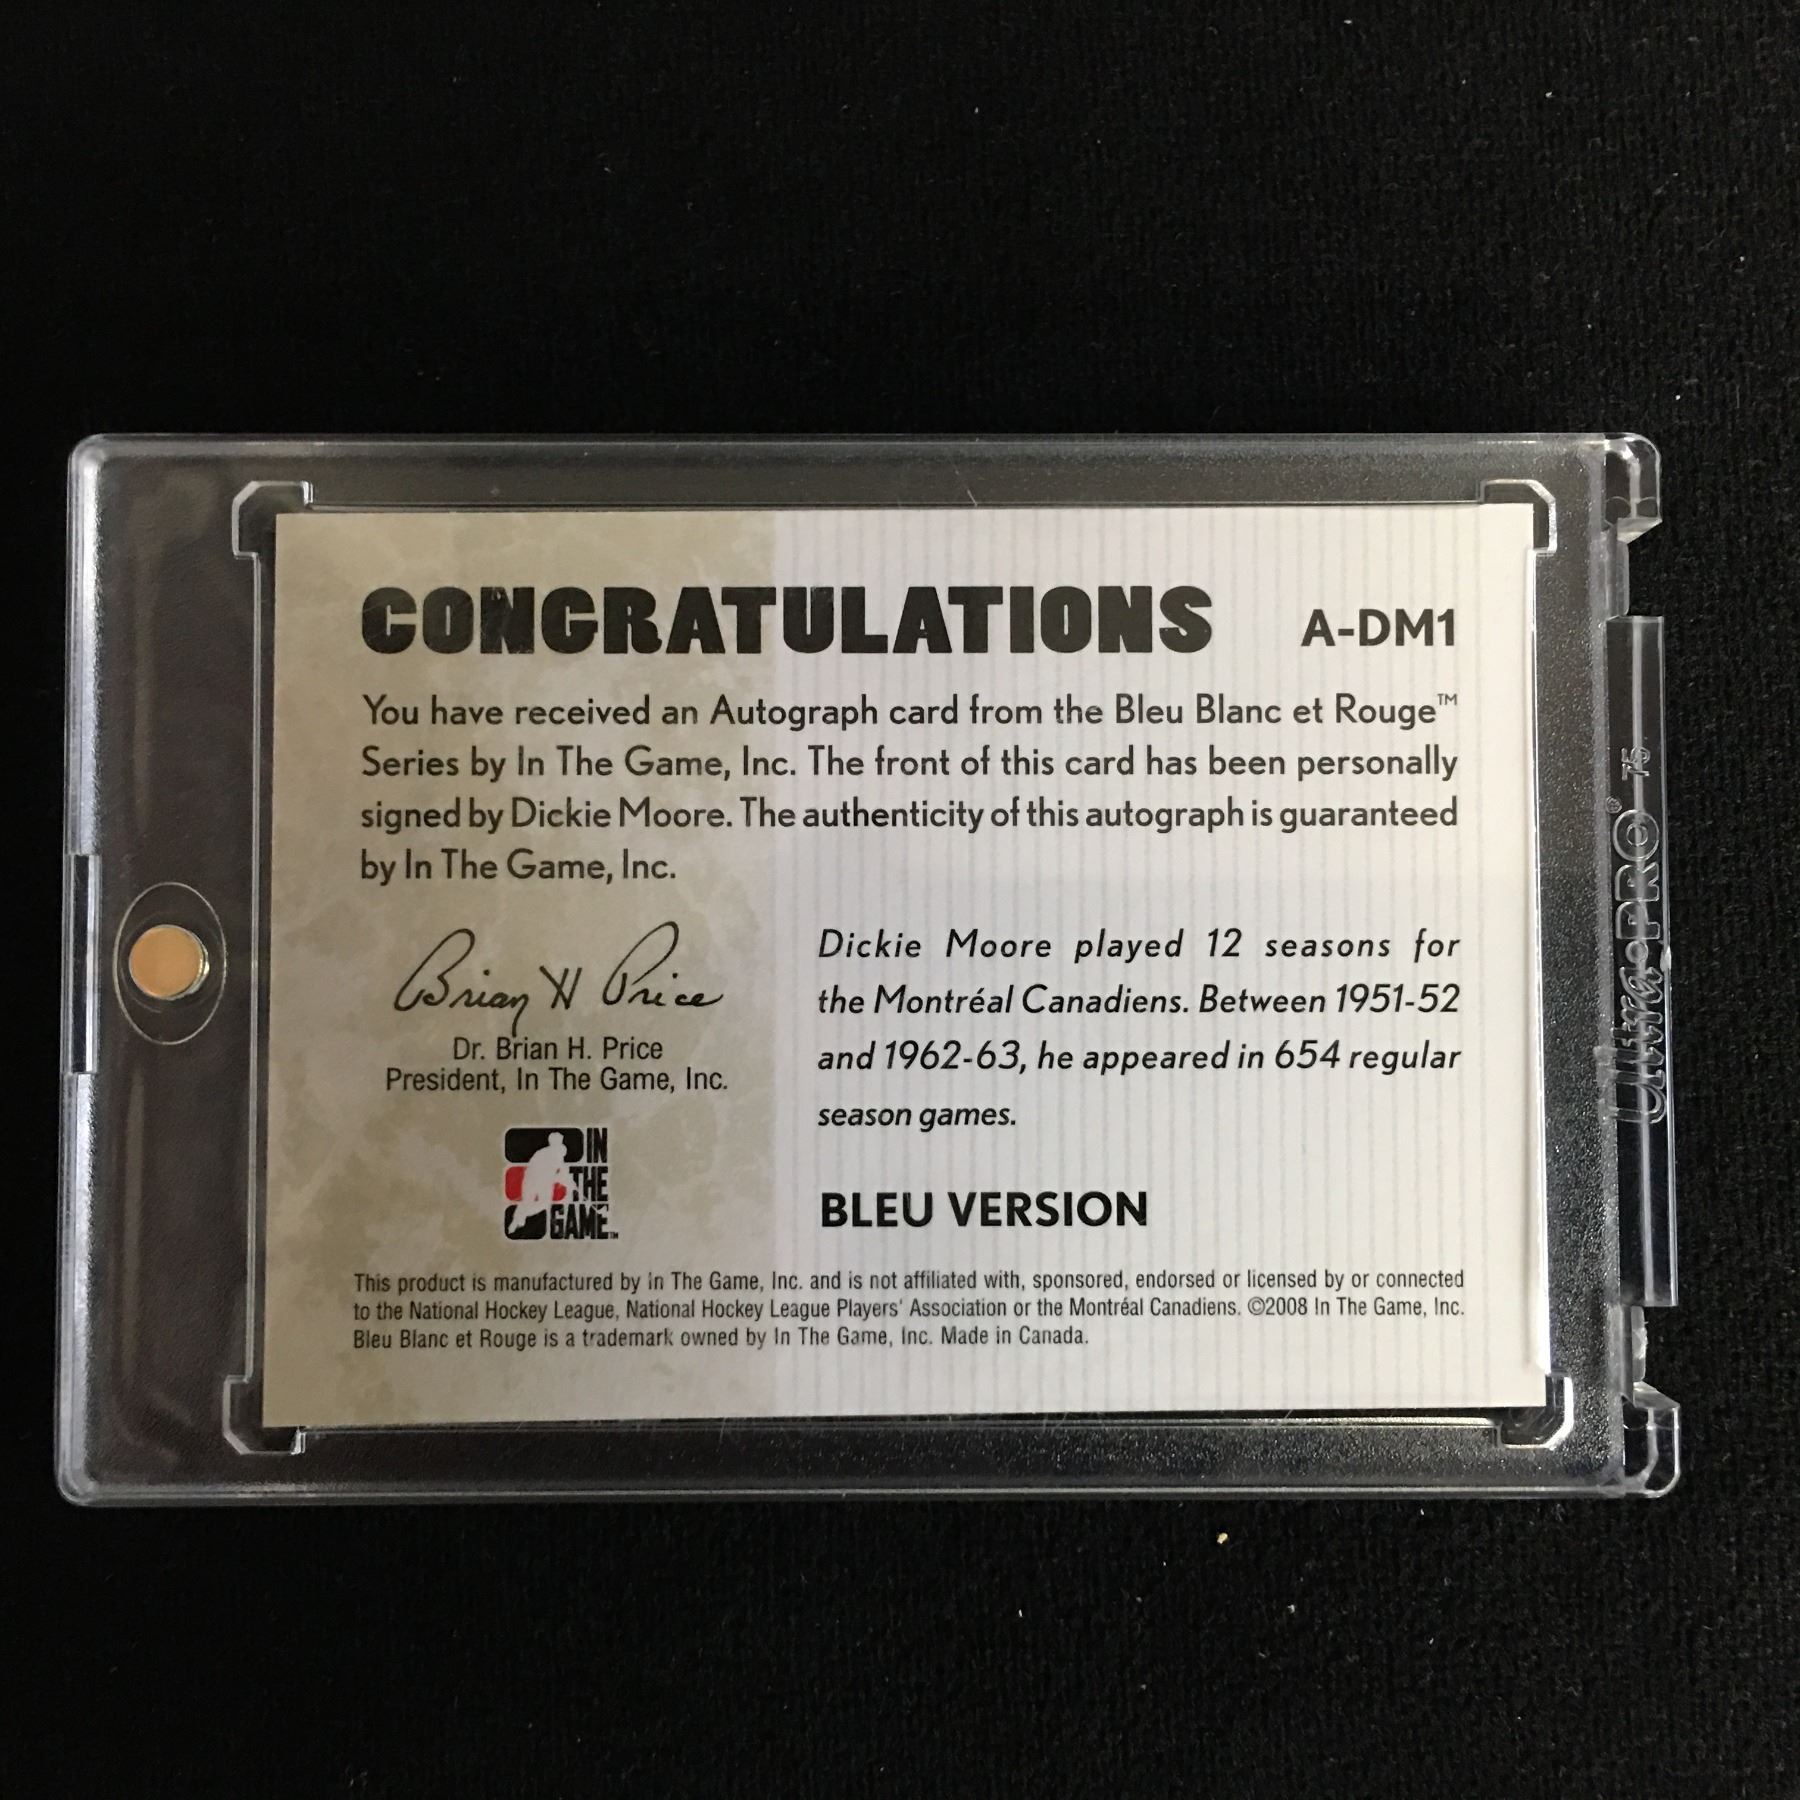 CONGRATULATIONS A-DM1
You have received an Autograph card from the Bleu Blanc et Rouge™
Series by In The Game, Inc. The front of this card has been personally
signed by Dickie Moore. The authenticity of this autograph is guaranteed
by In The Game, Inc.
Brian H Price
Dr. Brian H. Price
President, In The Game, Inc.
IN
THE
GAME™
Dickie Moore played 12 seasons for
the Montréal Canadiens. Between 1951-52
and 1962-63, he appeared in 654 regular
season games.
BLEU VERSION
This product is manufactured by In The Game, Inc. and is not affiliated with, sponsored, endorsed or licensed by or connected
to the National Hockey League, National Hockey League Players' Association or the Montréal Canadiens. ©2008 In The Game, Inc.
Bleu Blanc et Rouge is a trademark owned by In The Game, Inc. Made in Canada.
Ultra•PRO® 75